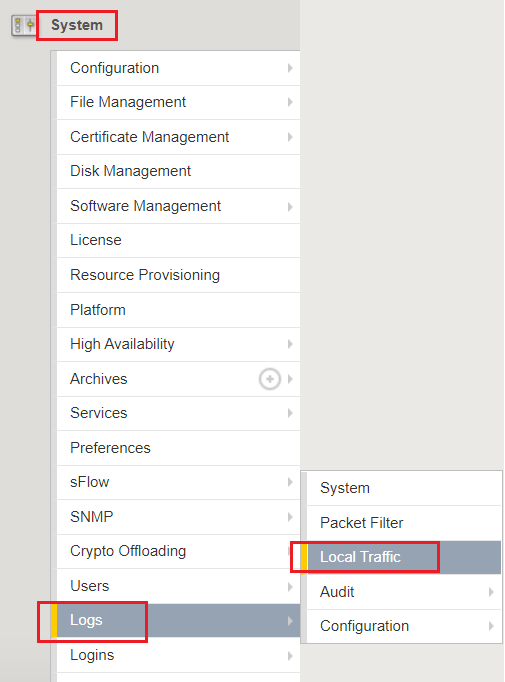 System
Configuration
File Management
Certificate Management
Disk Management
Software Management
License
Resource Provisioning
Platform
High Availability
Archives
Services
Preferences
sFlow
SNMP
Crypto Offloading
Users
Logs
Logins
System
Packet Filter
Local Traffic
Audit
Configuration